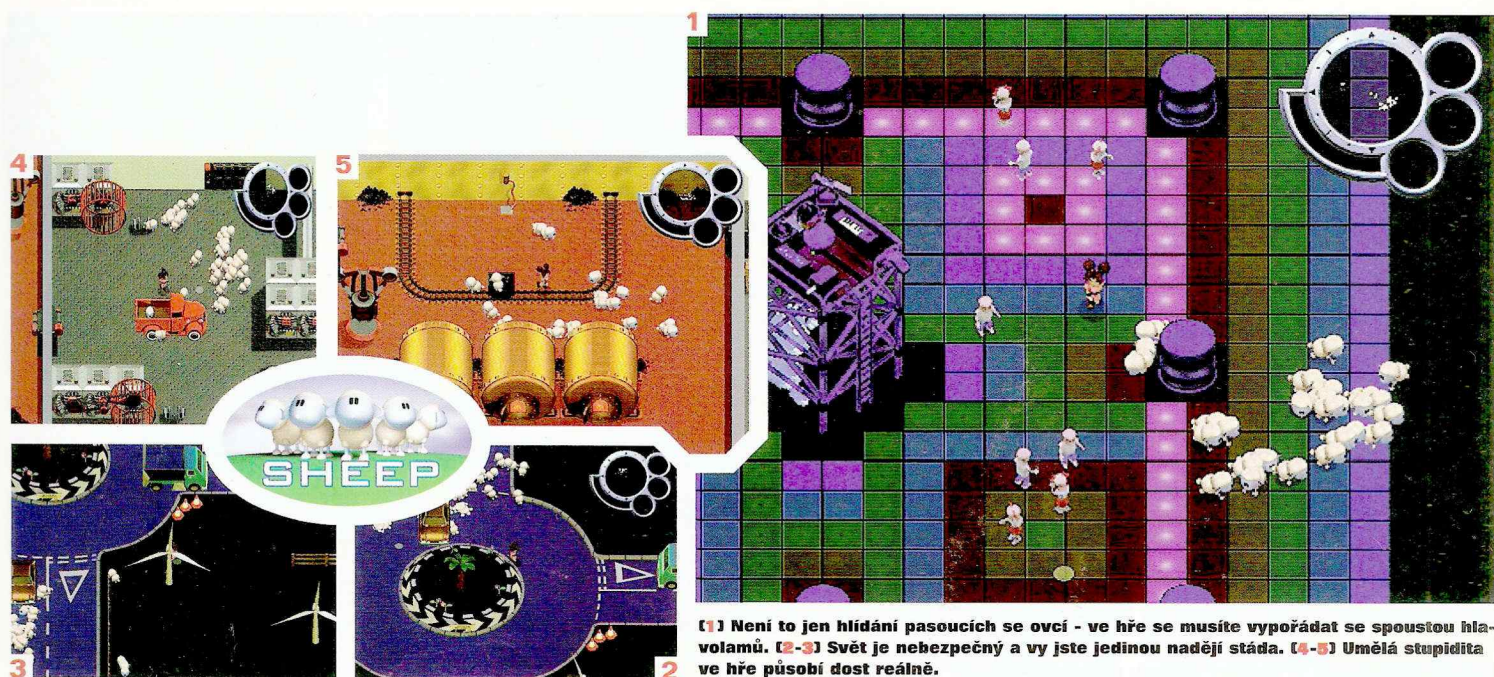 1
4
5
SHEEP
3
2
[1] Není to jen hlídání pasoucích se ovcí - ve hře se musíte vypořádat se spoustou hla-
volamů. [2-3] Svět je nebezpečný a vy jste jedinou nadějí stáda. [4-5] Umělá stupidita
ve hře působí dost reálně.